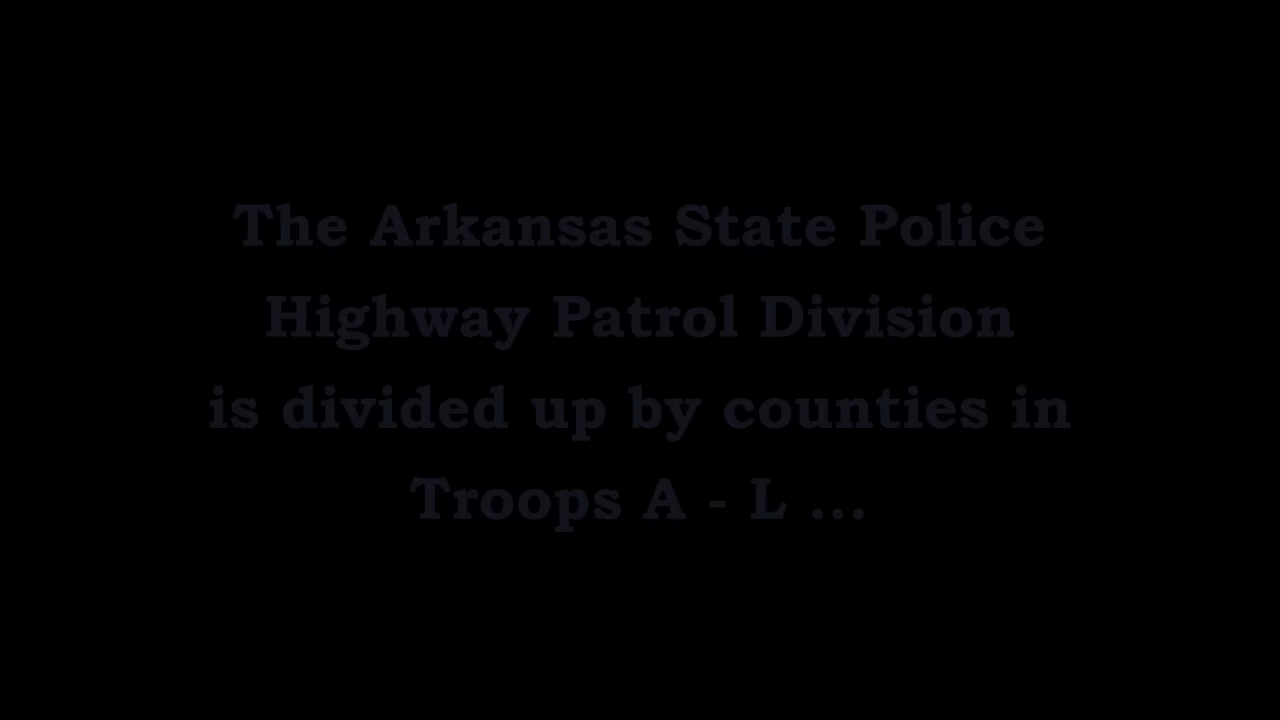 The Arkansas State Police
Highway Patrol Division
is divided up by counties in
Troops A - L ...